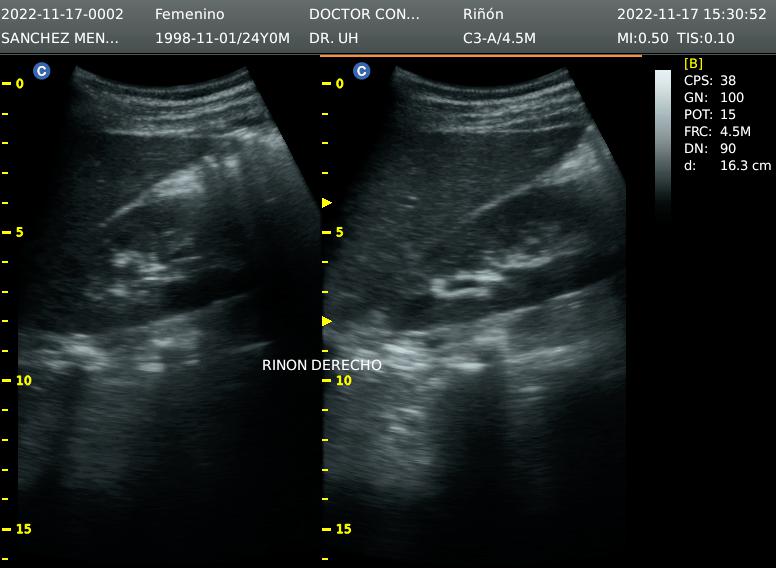 2022-11-17-0002 Femenino DOCTOR CON... Riñón 2022-11-17 15:30:52
SANCHEZ MEN... 1998-11-01/24Y0M DR. UH C3-A/4.5M MI:0.50 TIS:0.10
C C [B]
0 0 CPS: 38
GN: 100
POT: 15
FRC: 4.5M
DN: 90
d: 16.3 cm
5 5
RINON DERECHO
10 10
15 15